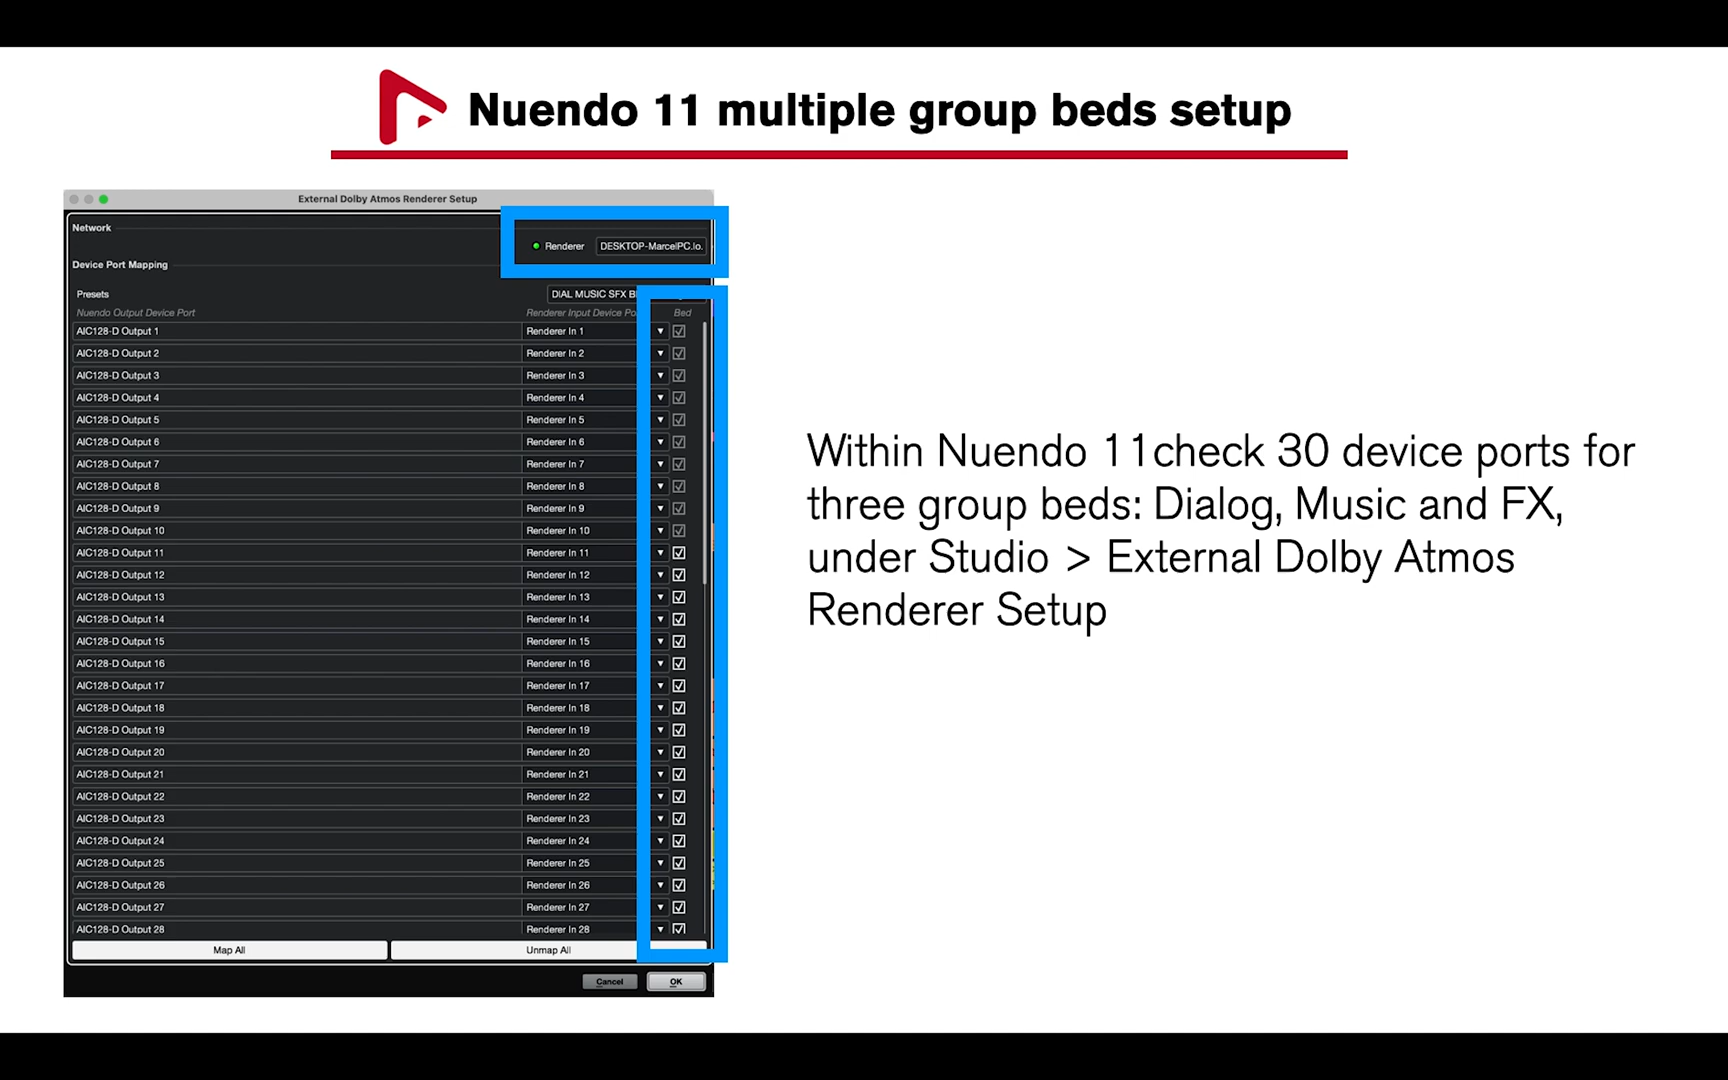 Nuendo 11 multiple group beds setup
External Dolby Atmos Renderer Setup
Network
Renderer DESKTOP-MarcelPC.lo.
Device Port Mapping
Presets DIAL MUSIC SFX
Nuendo Output Device Port Renderer Input Device Bed
AIC128-D Output 1 Renderer In 1
AIC128-D Output 2 Renderer In 2
AIC128-D Output 3 Renderer In 3
AIC128-D Output 4 Renderer In 4
AIC128-D Output 5 Renderer In 5
AIC128-D Output 6 Renderer In 6
AIC128-D Output 7 Renderer In 7
AIC128-D Output 8 Renderer In 8
AIC128-D Output 9 Renderer In 9
AIC128-D Output 10 Renderer In 10
AIC128-D Output 11 Renderer In 11
AIC128-D Output 12 Renderer In 12
AIC128-D Output 13 Renderer In 13
AIC128-D Output 14 Renderer In 14
AIC128-D Output 15 Renderer In 15
AIC128-D Output 16 Renderer In 16
AIC128-D Output 17 Renderer In 17
AIC128-D Output 18 Renderer In 18
AIC128-D Output 19 Renderer In 19
AIC128-D Output 20 Renderer In 20
AIC128-D Output 21 Renderer In 21
AIC128-D Output 22 Renderer In 22
AIC128-D Output 23 Renderer In 23
AIC128-D Output 24 Renderer In 24
AIC128-D Output 25 Renderer In 25
AIC128-D Output 26 Renderer In 26
AIC128-D Output 27 Renderer In 27
AIC128-D Output 28 Renderer In 28
Map All Unmap All
Cancel OK
Within Nuendo 11check 30 device ports for
three group beds: Dialog, Music and FX,
under Studio > External Dolby Atmos
Renderer Setup